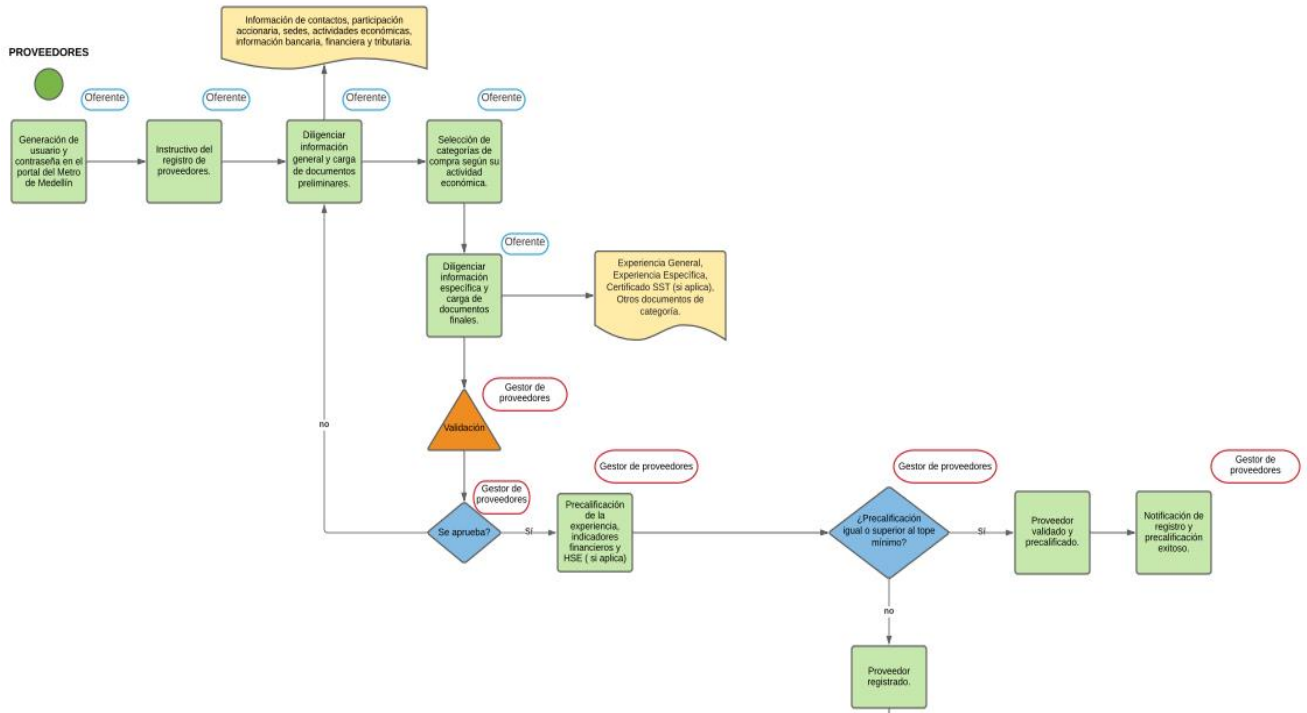 Información de contactos, participación
accionaria, sedes, actividades económicas,
información bancaria, financiera y tributaria.
PROVEEDORES
Oferente
Oferente
Oferente
Oferente
Generación de
usuario y
contraseña en el
portal del Metro
de Medellín
Instructivo del
registro de
proveedores.
Diligenciar
información
general y carga
de documentos
preliminares.
Selección de
categorías de
compra según su
actividad
económica.
Oferente
Diligenciar
información
específica y
carga de
documentos
finales.
Experiencia General,
Experiencia Específica,
Certificado SST (si aplica),
Otros documentos de
categoría.
Gestor de
proveedores
Validación
no
Gestor de
proveedores
Se aprueba?
Sí
Gestor de proveedores
Precalificación
de la
experiencia,
indicadores
financieros y
HSE ( si aplica)
Gestor de proveedores
¿Precalificación
igual o superior al tope
mínimo?
Sí
Proveedor
validado y
precalificado.
Gestor de
proveedores
Notificación de
registro y
precalificación
exitoso.
no
Proveedor
registrado.